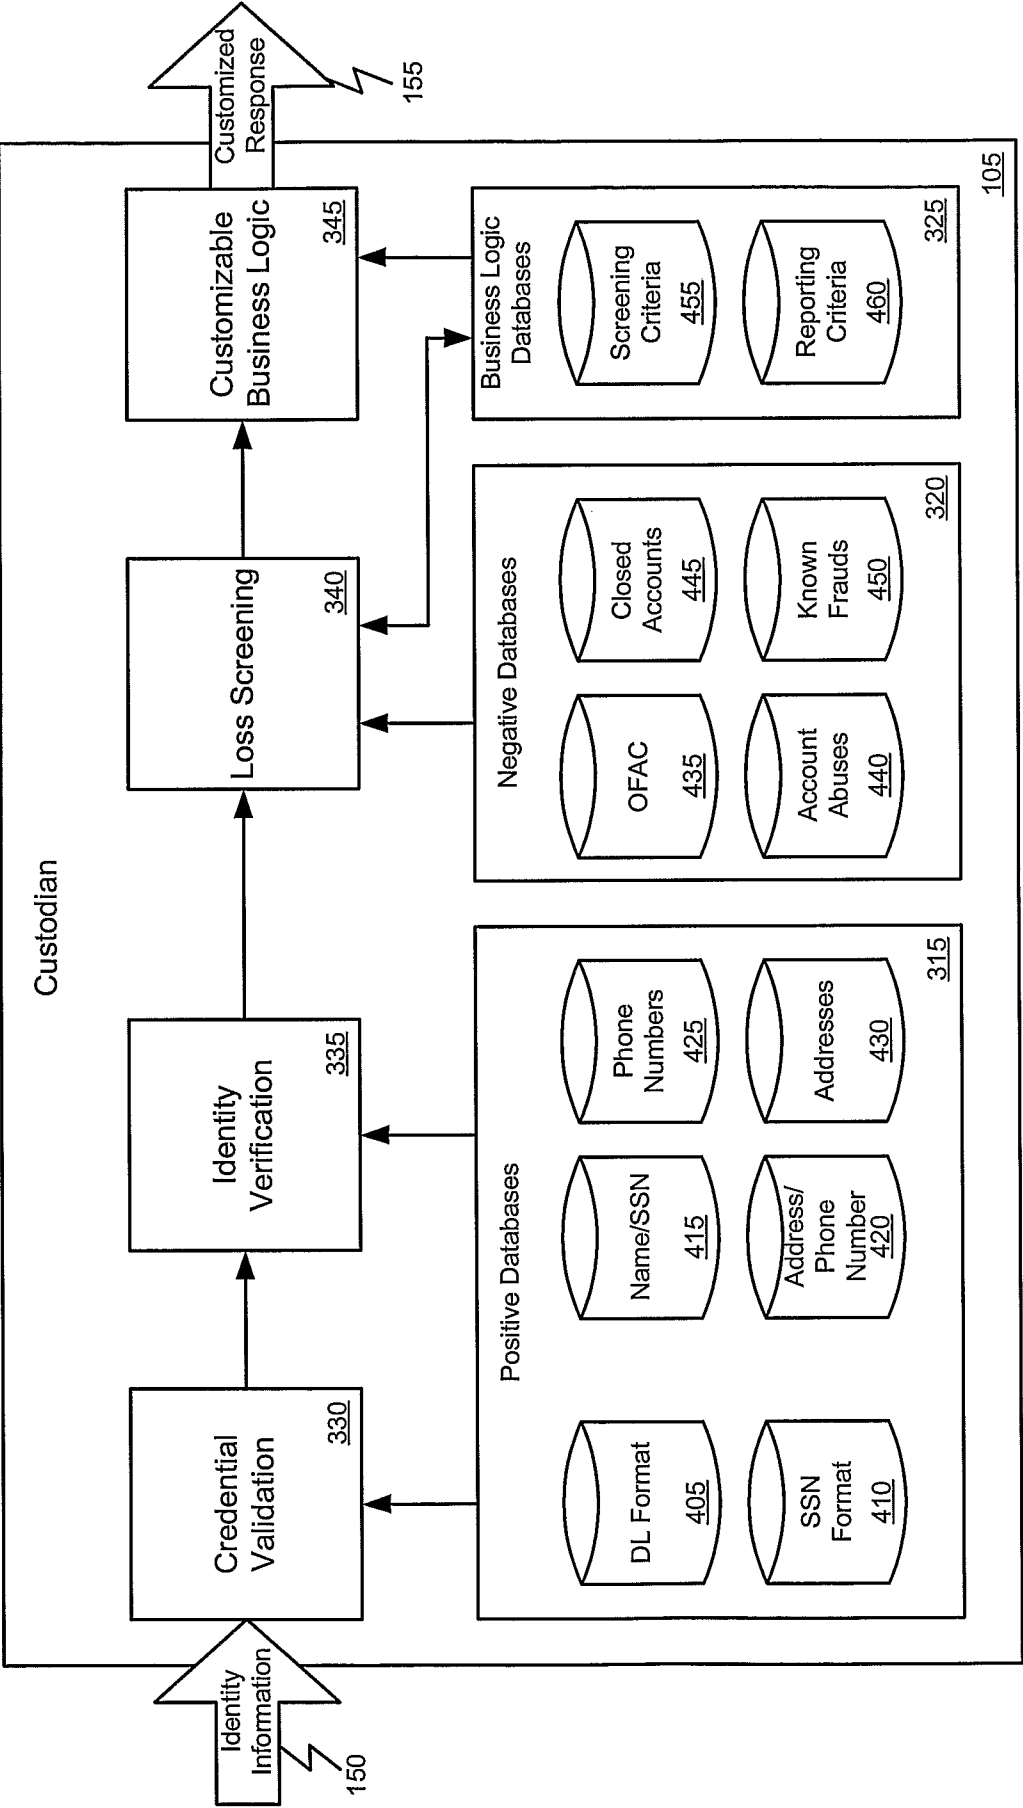 Custodian
Identity
Information
150
Credential
Validation
330
Identity
Verification
335
Loss Screening
340
Customizable
Business Logic
345
Customized
Response
155
Positive Databases
DL Format
405
Name/SSN
415
Phone
Numbers
425
SSN
Format
410
Address/
Phone
Number
420
Addresses
430
315
Negative Databases
OFAC
435
Closed
Accounts
445
Account
Abuses
440
Known
Frauds
450
320
Business Logic
Databases
Screening
Criteria
455
Reporting
Criteria
460
325
105